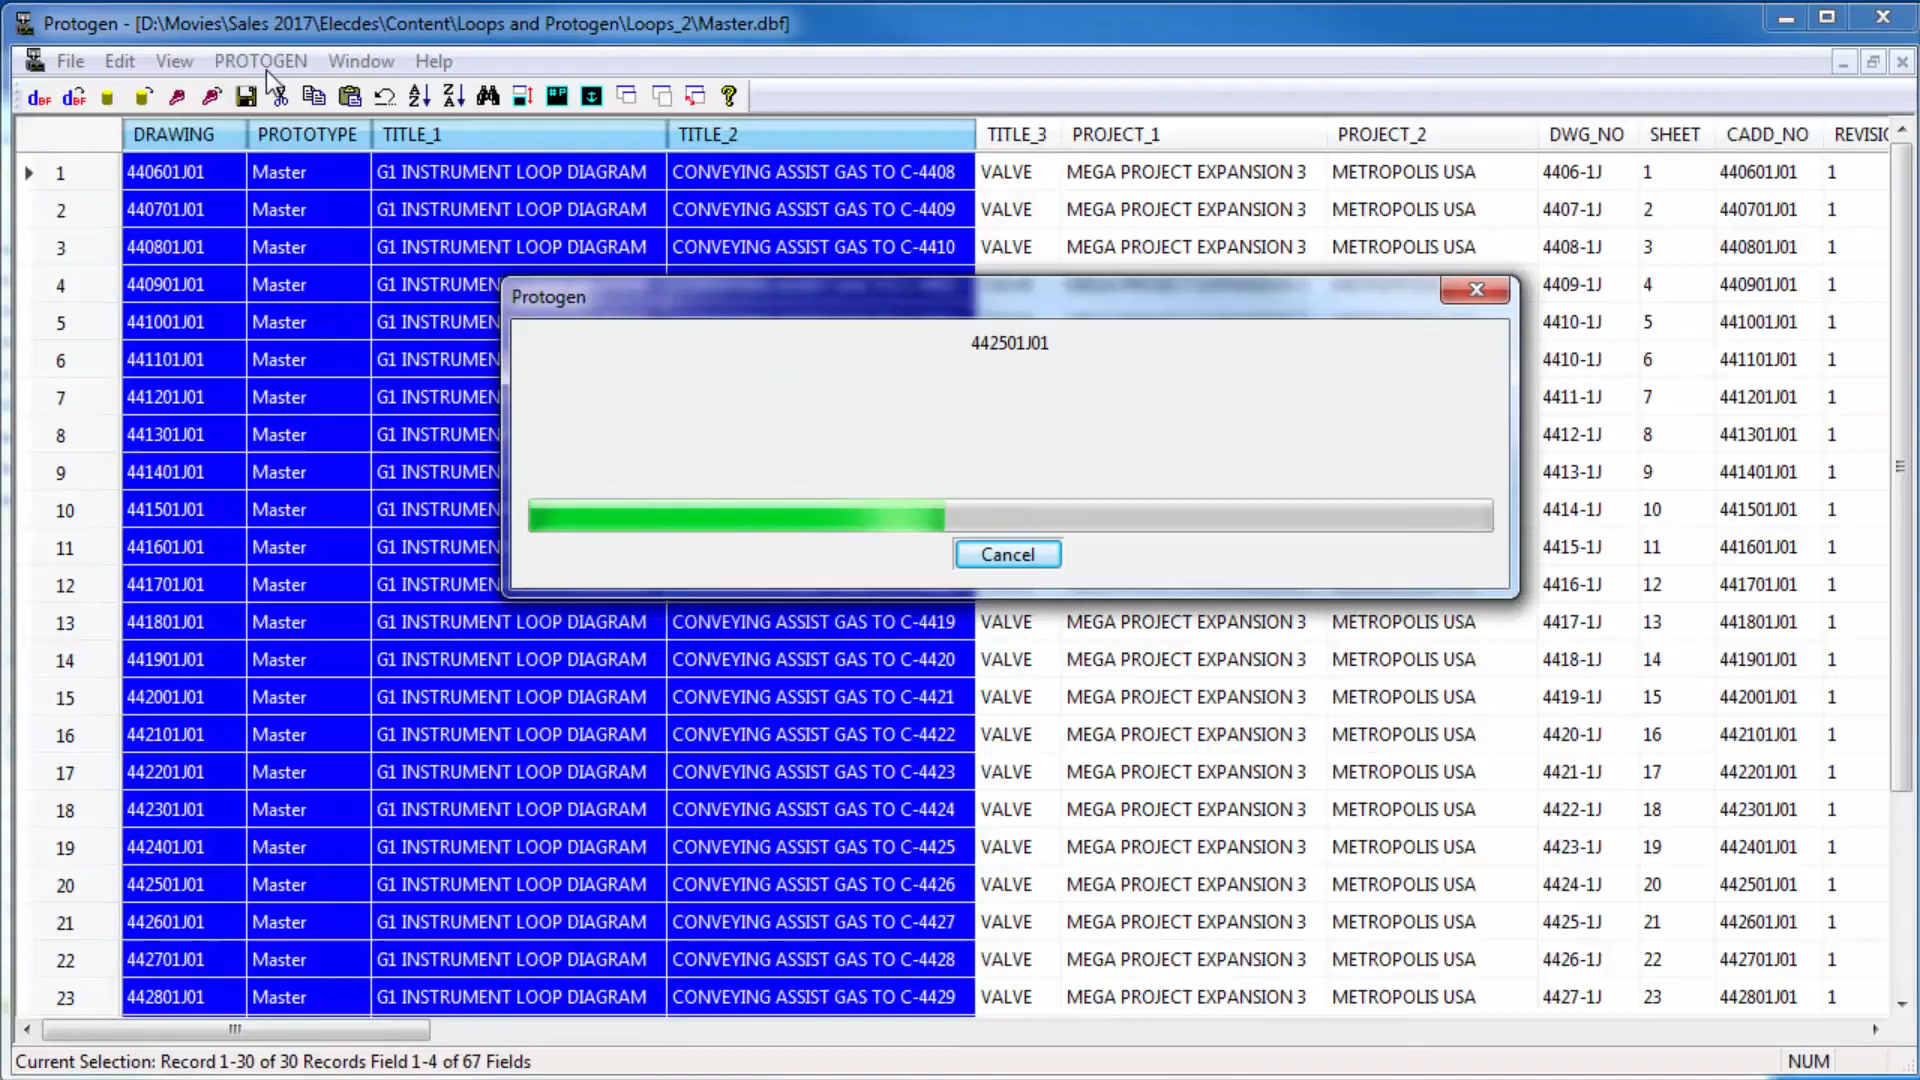 Protogen - [D:\Movies\Sales 2017\Elecdes\Content\Loops and Protogen\Loops_2\Master.dbf]
File Edit View PROTOGEN Window Help
DRAWING PROTOTYPE TITLE_1 TITLE_2 TITLE_3 PROJECT_1 PROJECT_2 DWG_NO SHEET CADD_NO REVISIO
1 440601J01 Master G1 INSTRUMENT LOOP DIAGRAM CONVEYING ASSIST GAS TO C-4408 VALVE MEGA PROJECT EXPANSION 3 METROPOLIS USA 4406-1J 1 440601J01 1
2 440701J01 Master G1 INSTRUMENT LOOP DIAGRAM CONVEYING ASSIST GAS TO C-4409 VALVE MEGA PROJECT EXPANSION 3 METROPOLIS USA 4407-1J 2 440701J01 1
3 440801J01 Master G1 INSTRUMENT LOOP DIAGRAM CONVEYING ASSIST GAS TO C-4410 VALVE MEGA PROJECT EXPANSION 3 METROPOLIS USA 4408-1J 3 440801J01 1
4 440901J01 Master G1 INSTRUMEN 4409-1J 4 440901J01 1
5 441001J01 Master G1 INSTRUMEN 4410-1J 5 441001J01 1
6 441101J01 Master G1 INSTRUMEN 4410-1J 6 441101J01 1
7 441201J01 Master G1 INSTRUMEN 4411-1J 7 441201J01 1
8 441301J01 Master G1 INSTRUMEN 4412-1J 8 441301J01 1
9 441401J01 Master G1 INSTRUMEN 4413-1J 9 441401J01 1
10 441501J01 Master G1 INSTRUMEN 4414-1J 10 441501J01 1
11 441601J01 Master G1 INSTRUMEN 4415-1J 11 441601J01 1
12 441701J01 Master G1 INSTRUMEN 4416-1J 12 441701J01 1
13 441801J01 Master G1 INSTRUMENT LOOP DIAGRAM CONVEYING ASSIST GAS TO C-4419 VALVE MEGA PROJECT EXPANSION 3 METROPOLIS USA 4417-1J 13 441801J01 1
14 441901J01 Master G1 INSTRUMENT LOOP DIAGRAM CONVEYING ASSIST GAS TO C-4420 VALVE MEGA PROJECT EXPANSION 3 METROPOLIS USA 4418-1J 14 441901J01 1
15 442001J01 Master G1 INSTRUMENT LOOP DIAGRAM CONVEYING ASSIST GAS TO C-4421 VALVE MEGA PROJECT EXPANSION 3 METROPOLIS USA 4419-1J 15 442001J01 1
16 442101J01 Master G1 INSTRUMENT LOOP DIAGRAM CONVEYING ASSIST GAS TO C-4422 VALVE MEGA PROJECT EXPANSION 3 METROPOLIS USA 4420-1J 16 442101J01 1
17 442201J01 Master G1 INSTRUMENT LOOP DIAGRAM CONVEYING ASSIST GAS TO C-4423 VALVE MEGA PROJECT EXPANSION 3 METROPOLIS USA 4421-1J 17 442201J01 1
18 442301J01 Master G1 INSTRUMENT LOOP DIAGRAM CONVEYING ASSIST GAS TO C-4424 VALVE MEGA PROJECT EXPANSION 3 METROPOLIS USA 4422-1J 18 442301J01 1
19 442401J01 Master G1 INSTRUMENT LOOP DIAGRAM CONVEYING ASSIST GAS TO C-4425 VALVE MEGA PROJECT EXPANSION 3 METROPOLIS USA 4423-1J 19 442401J01 1
20 442501J01 Master G1 INSTRUMENT LOOP DIAGRAM CONVEYING ASSIST GAS TO C-4426 VALVE MEGA PROJECT EXPANSION 3 METROPOLIS USA 4424-1J 20 442501J01 1
21 442601J01 Master G1 INSTRUMENT LOOP DIAGRAM CONVEYING ASSIST GAS TO C-4427 VALVE MEGA PROJECT EXPANSION 3 METROPOLIS USA 4425-1J 21 442601J01 1
22 442701J01 Master G1 INSTRUMENT LOOP DIAGRAM CONVEYING ASSIST GAS TO C-4428 VALVE MEGA PROJECT EXPANSION 3 METROPOLIS USA 4426-1J 22 442701J01 1
23 442801J01 Master G1 INSTRUMENT LOOP DIAGRAM CONVEYING ASSIST GAS TO C-4429 VALVE MEGA PROJECT EXPANSION 3 METROPOLIS USA 4427-1J 23 442801J01 1
Protogen
442501J01
Cancel
Current Selection: Record 1-30 of 30 Records Field 1-4 of 67 Fields NUM